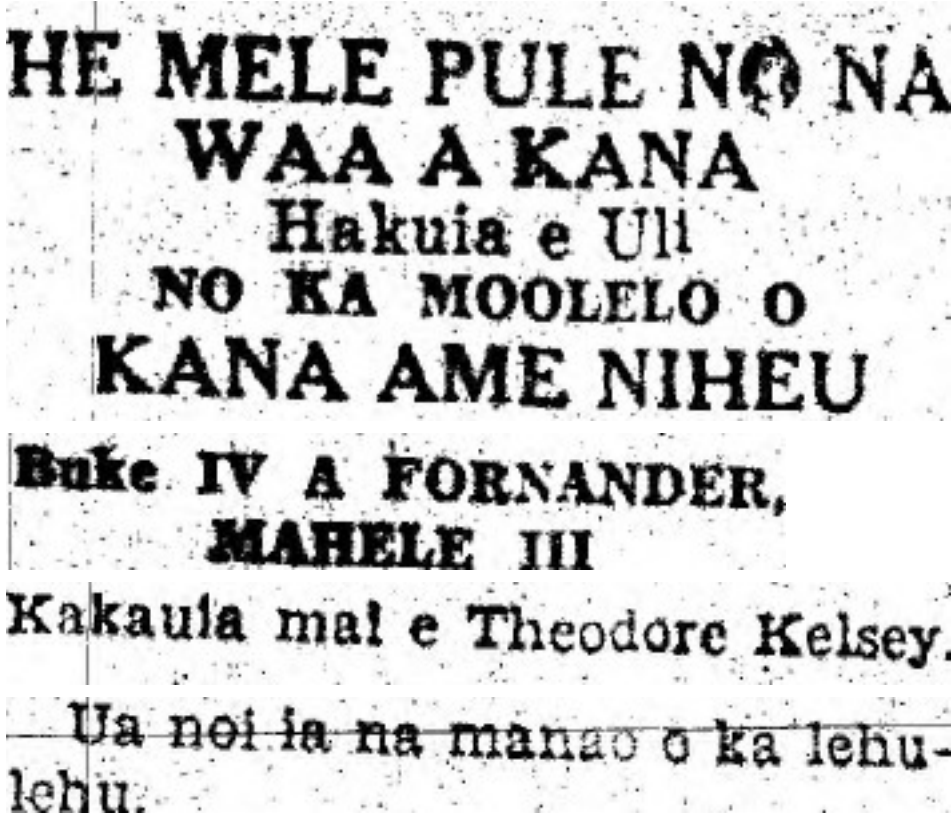 HE MELE PULE NO NA
WAA A KANA
Hakuia e Uli
NO KA MOOLELO O
KANA AME NIHEU
Buke IV A FORNANDER,
MAHELE III
Kakauia mai e Theodore Kelsey.
Ua noi ia na manao o ka lehu-
lehu.